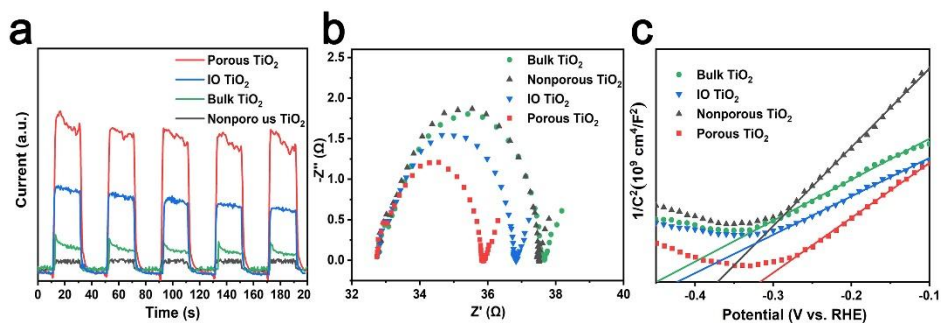 a
Porous TiO₂
IO TiO₂
Bulk TiO₂
Nonporo us TiO₂
Current (a.u.)
0 20 40 60 80 100 120 140 160 180 200
Time (s)
b
Bulk TiO₂
Nonporous TiO₂
IO TiO₂
Porous TiO₂
-Z'' (Ω)
2.5
2.0
1.5
1.0
0.5
0.0
32 34 36 38 40
Z' (Ω)
c
Bulk TiO₂
IO TiO₂
Nonporous TiO₂
Porous TiO₂
1/C² (10⁹ cm⁴/F²)
-0.4 -0.3 -0.2 -0.1
Potential (V vs. RHE)